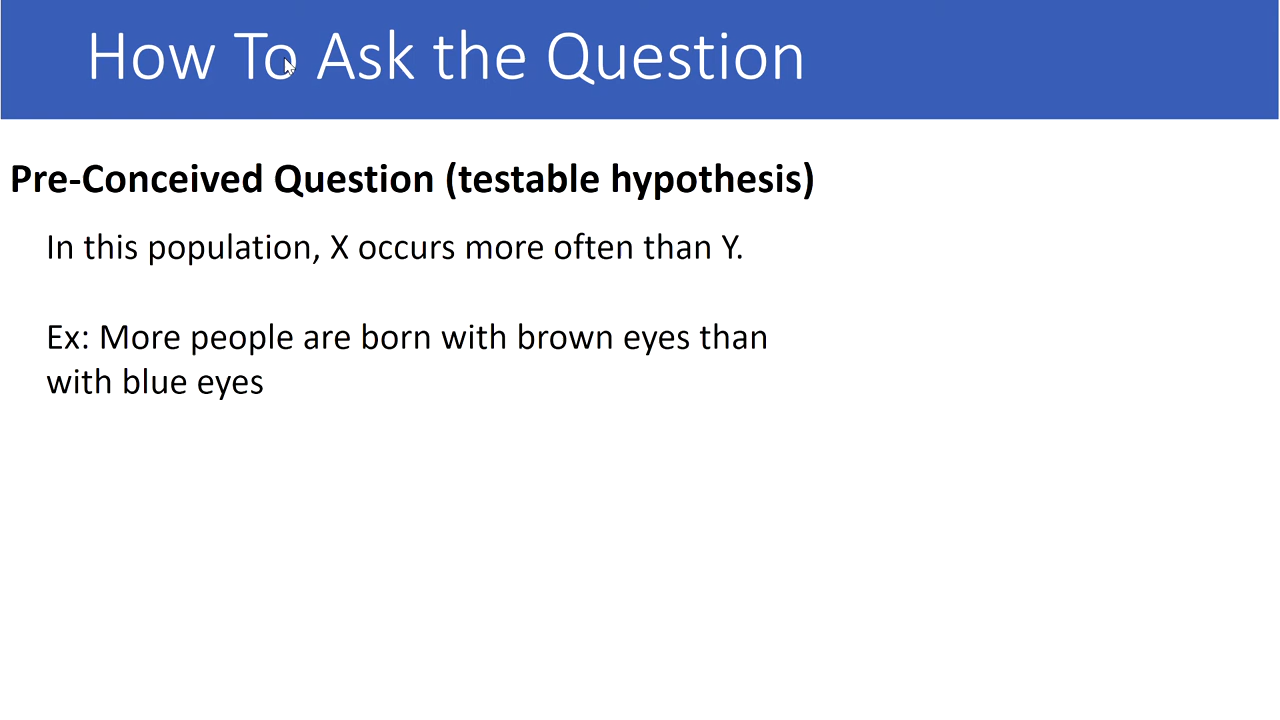 How To Ask the Question
Pre-Conceived Question (testable hypothesis)
In this population, X occurs more often than Y.
Ex: More people are born with brown eyes than
with blue eyes